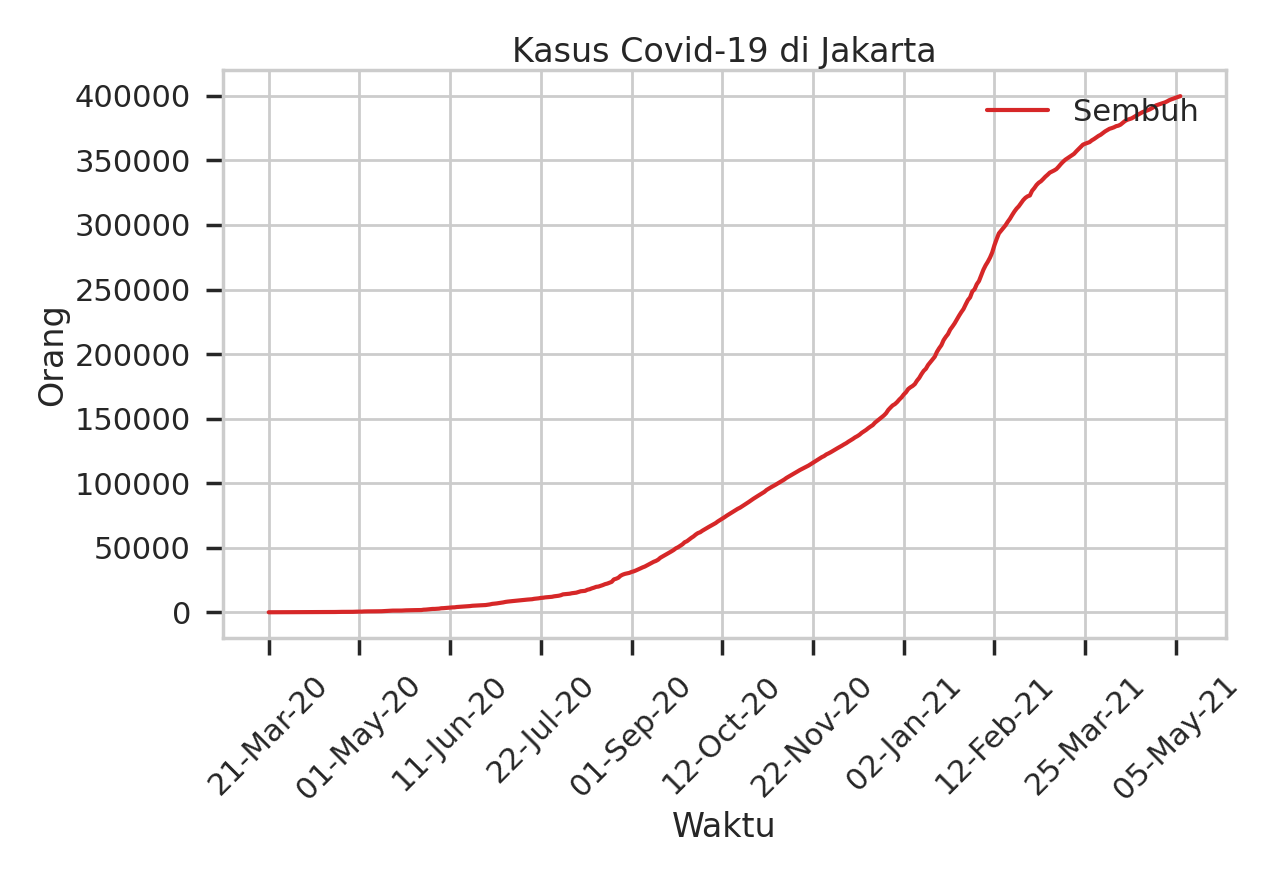 Kasus Covid-19 di Jakarta
Sembuh
Orang
400000
350000
300000
250000
200000
150000
100000
50000
0
21-Mar-20
01-May-20
11-Jun-20
22-Jul-20
01-Sep-20
12-Oct-20
22-Nov-20
02-Jan-21
12-Feb-21
25-Mar-21
05-May-21
Waktu